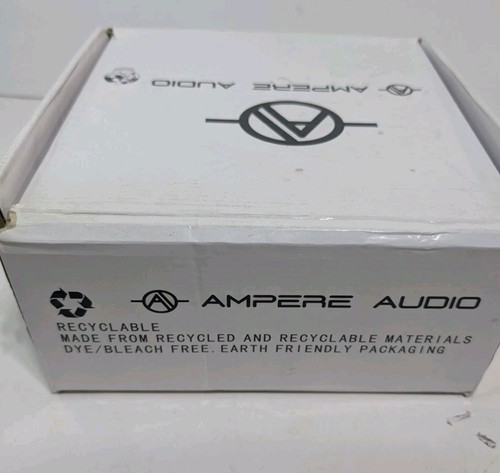 AMPERE AUDIO
AMPERE AUDIO
RECYCLABLE
MADE FROM RECYCLED AND RECYCLABLE MATERIALS
DYE/BLEACH FREE. EARTH FRIENDLY PACKAGING